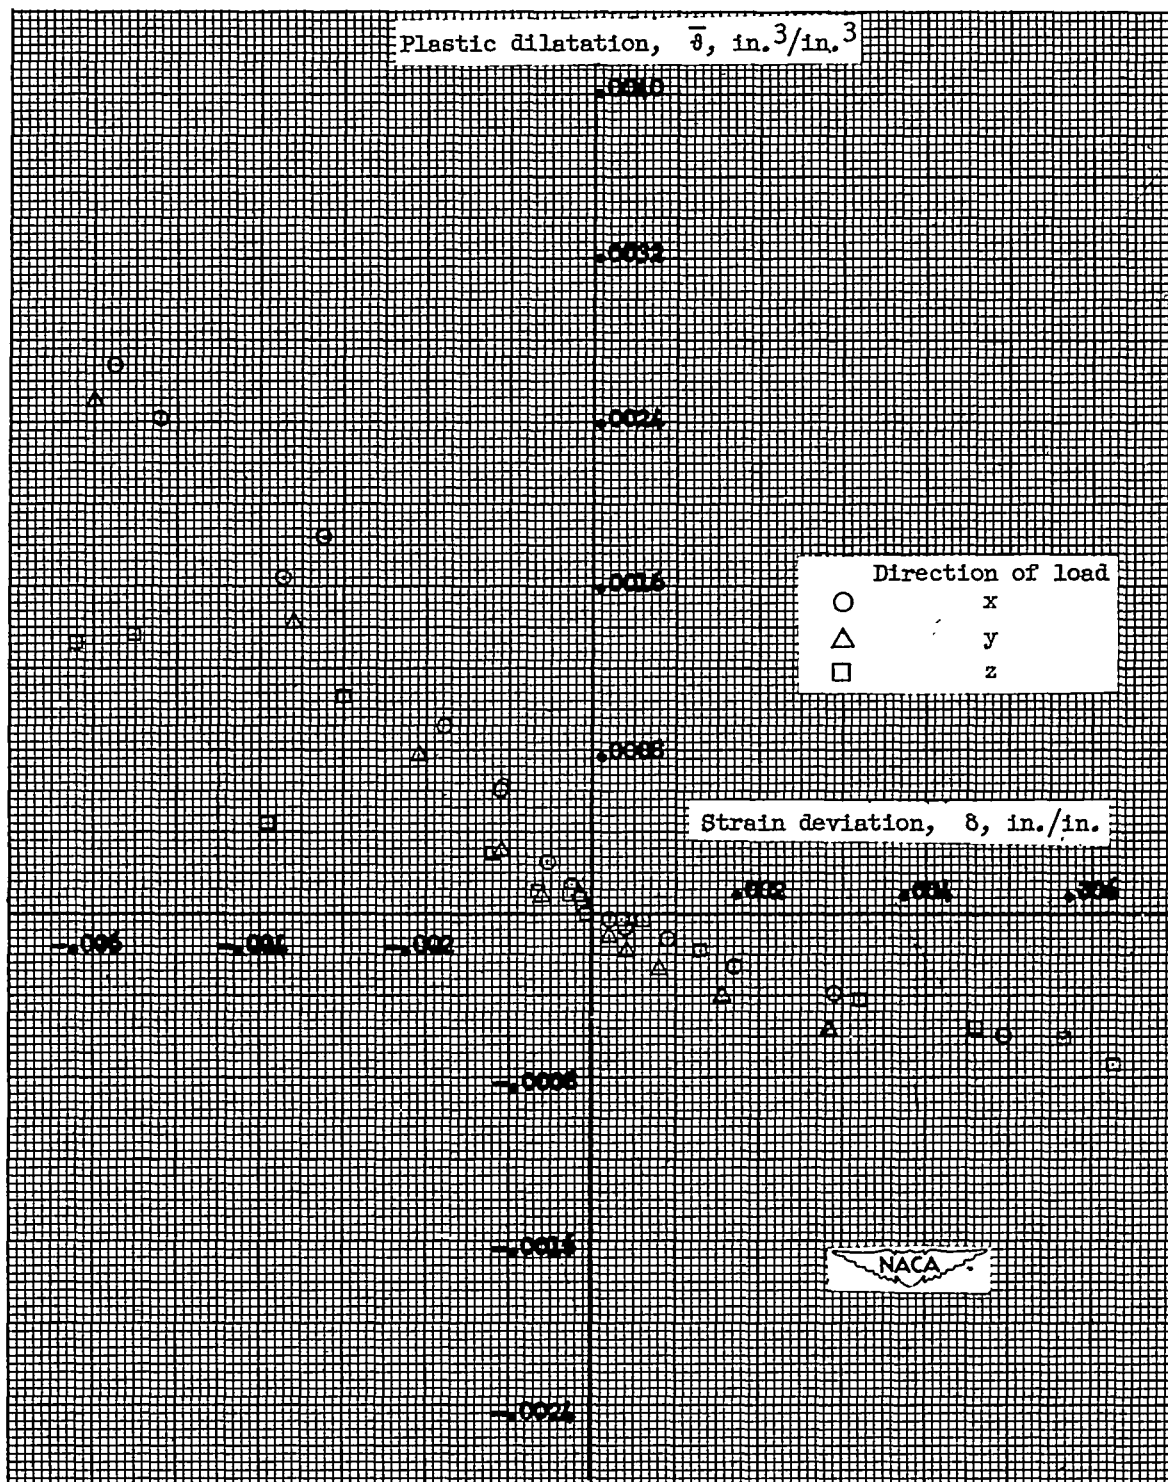 Plastic dilatation, ϑ̅, in.³/in.³
.0040
.0032
.0024
.0016
Direction of load
○ x
△ y
□ z
.0008
Strain deviation, δ, in./in.
.002 .004 .006
-.006 -.004 -.002
-.0008
-.0016
NACA
-.0024